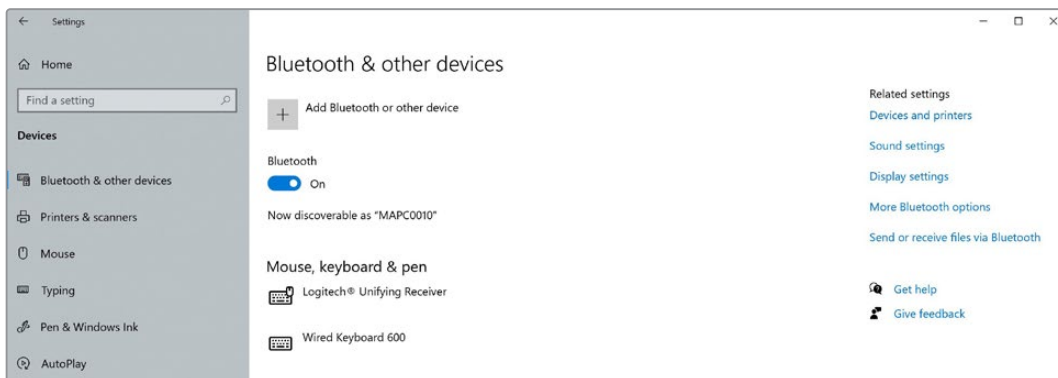 Settings
Home
Find a setting
Devices
Bluetooth & other devices
Printers & scanners
Mouse
Typing
Pen & Windows Ink
AutoPlay
Bluetooth & other devices
Add Bluetooth or other device
Bluetooth
On
Now discoverable as “MAPC0010”
Mouse, keyboard & pen
Logitech® Unifying Receiver
Wired Keyboard 600
Related settings
Devices and printers
Sound settings
Display settings
More Bluetooth options
Send or receive files via Bluetooth
Get help
Give feedback